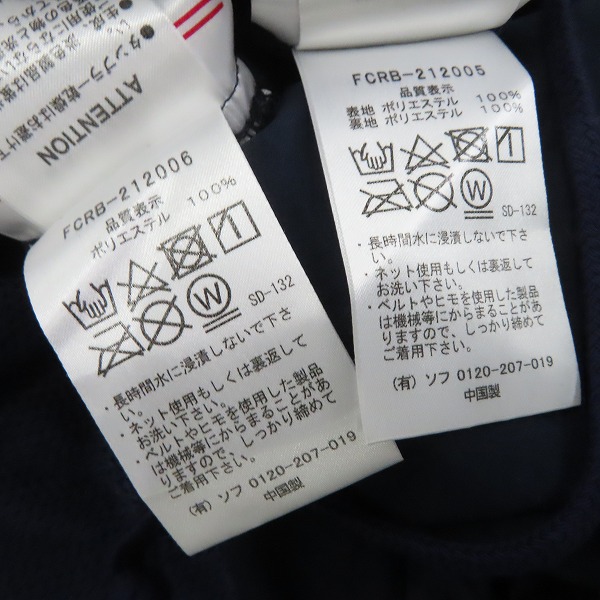 ATTENTION
FCRB-212006
品質表示
ポリエステル 100%
W
SD-132
・長時間水に浸漬しないで下さ
い。
・ネット使用もしくは裏返して
お洗い下さい。
・ベルトやヒモを使用した製品
は機械等にからまることがあ
りますので、しっかり締めて
ご着用下さい。
(有) ソフ 0120-207-019
中国製
FCRB-212005
品質表示
表地 ポリエステル 100%
裏地 ポリエステル 100%
W
SD-132
・長時間水に浸漬しないで下さ
い。
・ネット使用もしくは裏返して
お洗い下さい。
・ベルトやヒモを使用した製品
は機械等にからまることがあ
りますので、しっかり締めて
ご着用下さい。
(有) ソフ 0120-207-019
中国製